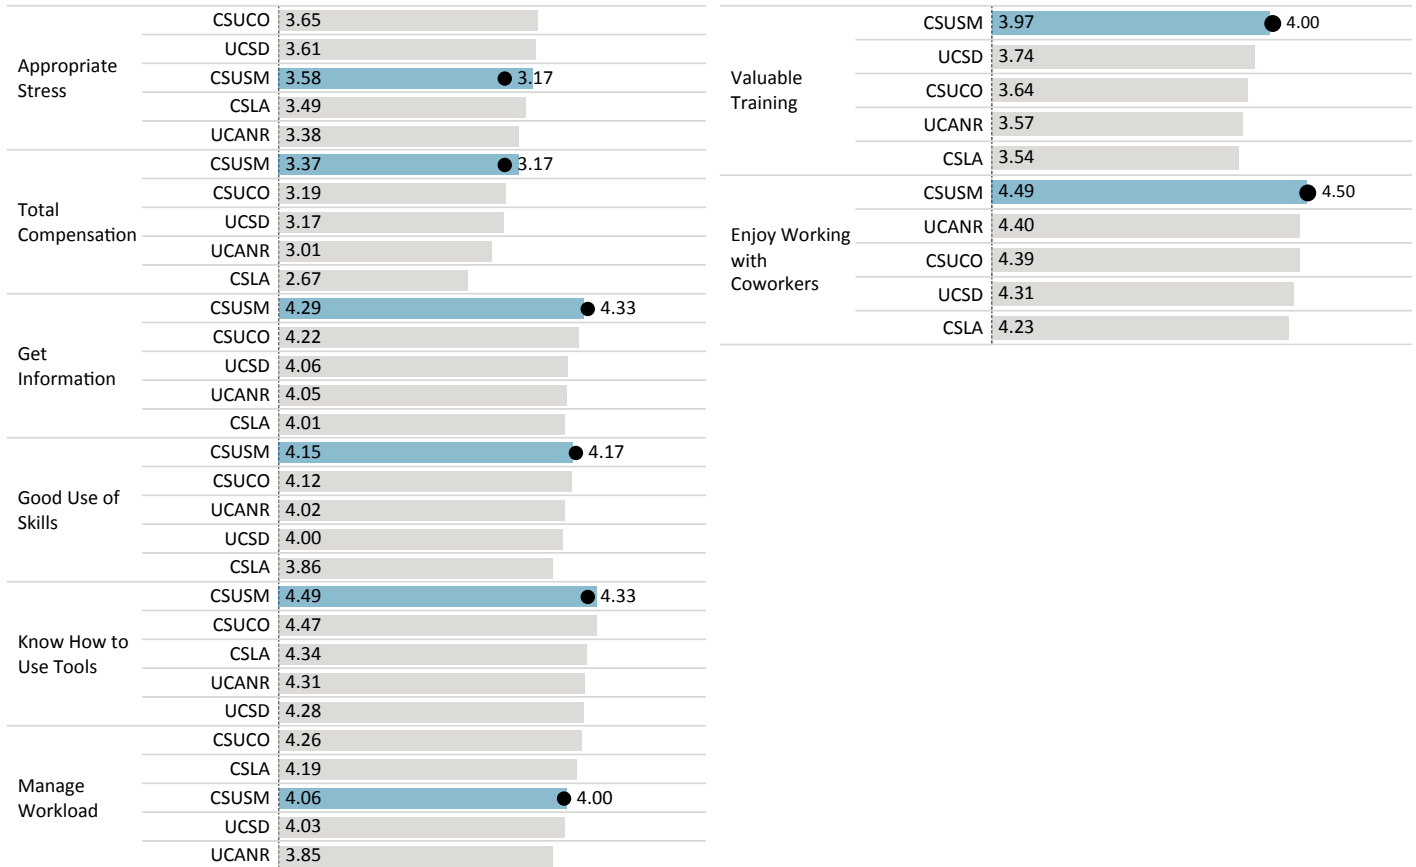 Appropriate
Stress
CSUCO 3.65
UCSD 3.61
CSUSM 3.58 3.17
CSLA 3.49
UCANR 3.38
Total
Compensation
CSUSM 3.37 3.17
CSUCO 3.19
UCSD 3.17
UCANR 3.01
CSLA 2.67
Get
Information
CSUSM 4.29 4.33
CSUCO 4.22
UCSD 4.06
UCANR 4.05
CSLA 4.01
Good Use of
Skills
CSUSM 4.15 4.17
CSUCO 4.12
UCANR 4.02
UCSD 4.00
CSLA 3.86
Know How to
Use Tools
CSUSM 4.49 4.33
CSUCO 4.47
CSLA 4.34
UCANR 4.31
UCSD 4.28
Manage
Workload
CSUCO 4.26
CSLA 4.19
CSUSM 4.06 4.00
UCSD 4.03
UCANR 3.85
Valuable
Training
CSUSM 3.97 4.00
UCSD 3.74
CSUCO 3.64
UCANR 3.57
CSLA 3.54
Enjoy Working
with
Coworkers
CSUSM 4.49 4.50
UCANR 4.40
CSUCO 4.39
UCSD 4.31
CSLA 4.23